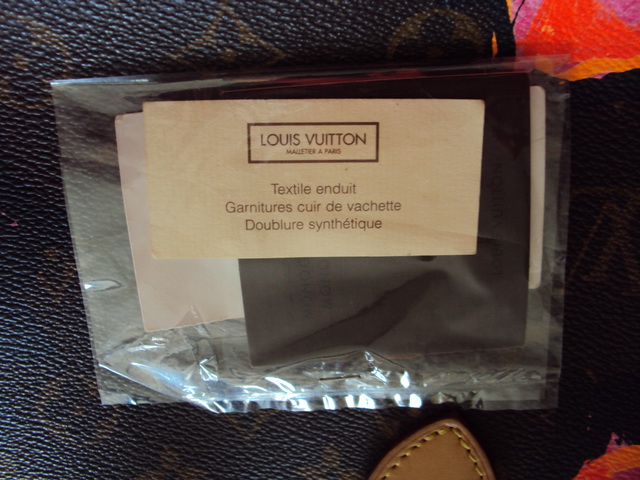 LOUIS VUITTON
MALLETIER A PARIS
Textile enduit
Garnitures cuir de vachette
Doublure synthétique